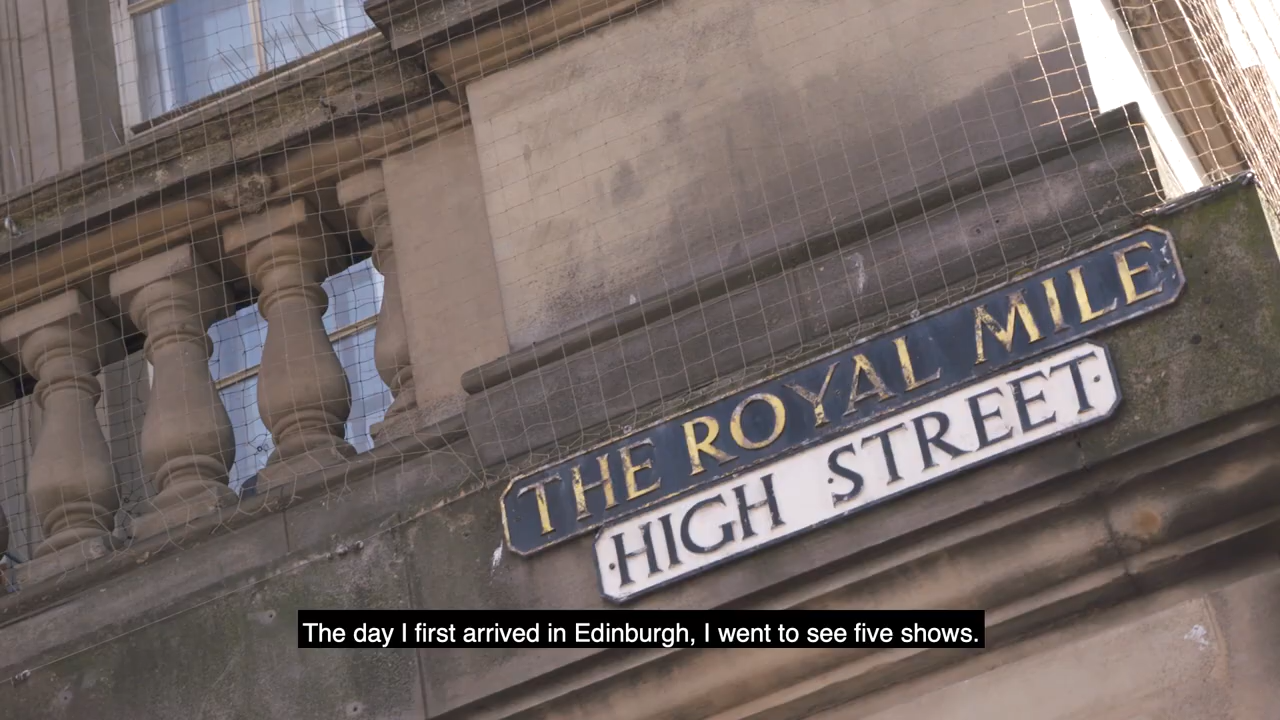 THE ROYAL MILE
HIGH STREET
The day I first arrived in Edinburgh, I went to see five shows.